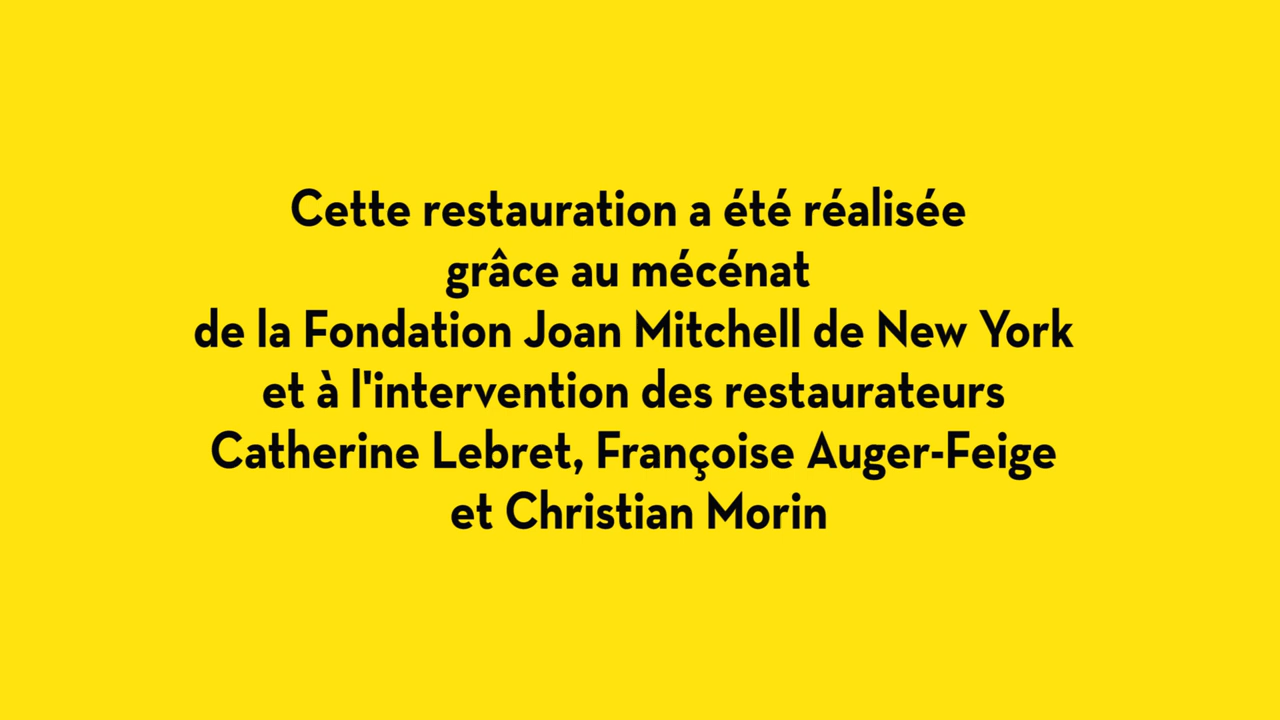 Cette restauration a été réalisée
grâce au mécénat
de la Fondation Joan Mitchell de New York
et à l'intervention des restaurateurs
Catherine Lebret, Françoise Auger-Feige
et Christian Morin